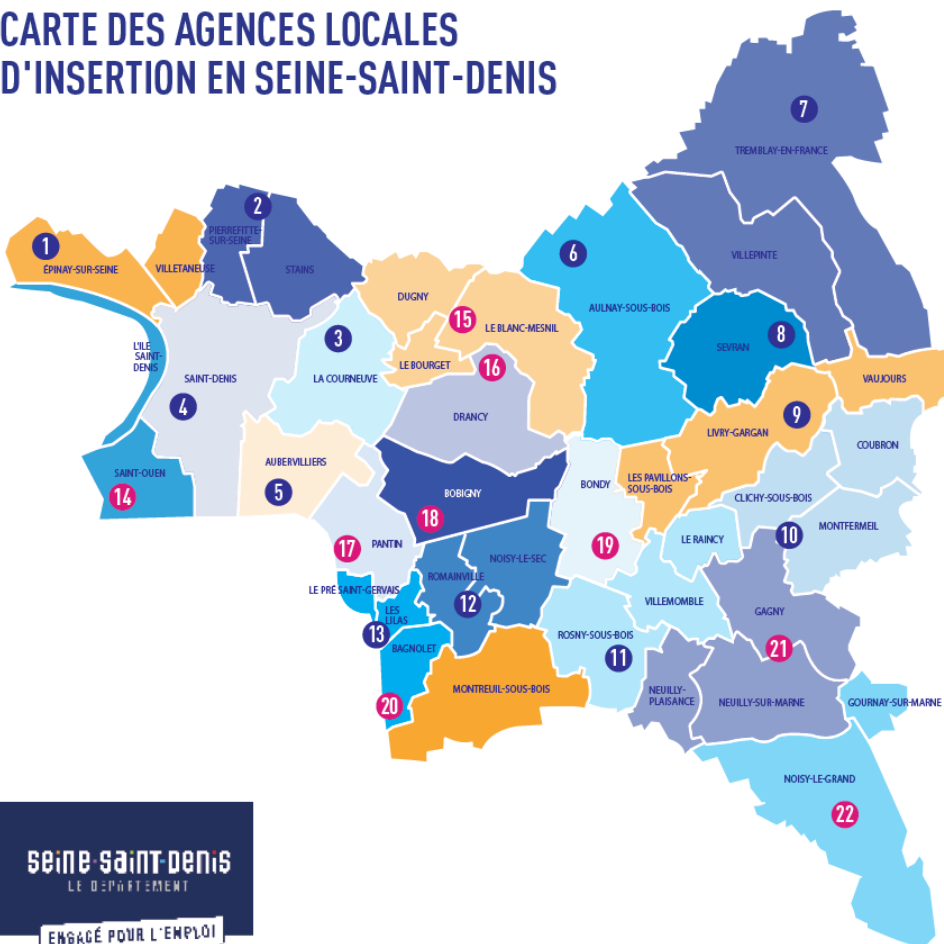 CARTE DES AGENCES LOCALES
D'INSERTION EN SEINE-SAINT-DENIS
7
TREMBLAY-EN-FRANCE
2
PIERREFITTE-
SUR-SEINE
1
ÉPINAY-SUR-SEINE
VILLETANEUSE
STAINS
6
VILLEPINTE
DUGNY
15
LE BLANC-MESNIL
AULNAY-SOUS-BOIS
3
8
SEVRAN
L'ILE
SAINT-
DENIS
SAINT-DENIS
LA COURNEUVE
LE BOURGET
16
VAUJOURS
4
DRANCY
9
LIVRY-GARGAN
COUBRON
AUBERVILLIERS
SAINT-OUEN
14
5
BOBIGNY
18
BONDY
LES PAVILLONS-
SOUS-BOIS
CLICHY-SOUS-BOIS
MONTFERMEIL
10
17
PANTIN
19
LE RAINCY
NOISY-LE-SEC
ROMAINVILLE
LE PRÉ SAINT-GERVAIS
12
LES
LILAS
VILLEMOMBLE
GAGNY
13
BAGNOLET
ROSNY-SOUS-BOIS
11
21
20
MONTREUIL-SOUS-BOIS
NEUILLY-
PLAISANCE
NEUILLY-SUR-MARNE
GOURNAY-SUR-MARNE
NOISY-LE-GRAND
22
seine-saint-denis
LE DÉPARTEMENT
ENGAGÉ POUR L'EMPLOI